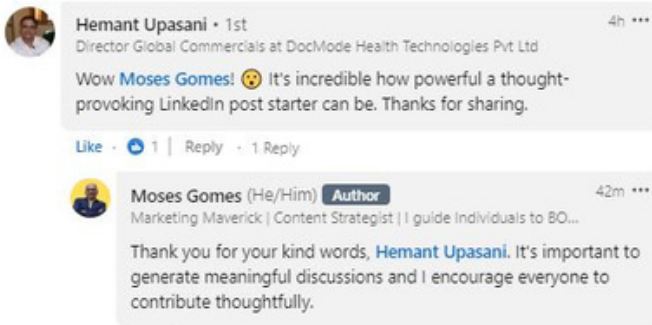 Hemant Upasani • 1st
4h •••
Director Global Commercials at DocMode Health Technologies Pvt Ltd
Wow Moses Gomes! 😮 It's incredible how powerful a thought-
provoking LinkedIn post starter can be. Thanks for sharing.
Like · 1 | Reply · 1 Reply
Moses Gomes (He/Him) Author
42m •••
Marketing Maverick | Content Strategist | I guide Individuals to BO...
Thank you for your kind words, Hemant Upasani. It's important to
generate meaningful discussions and I encourage everyone to
contribute thoughtfully.